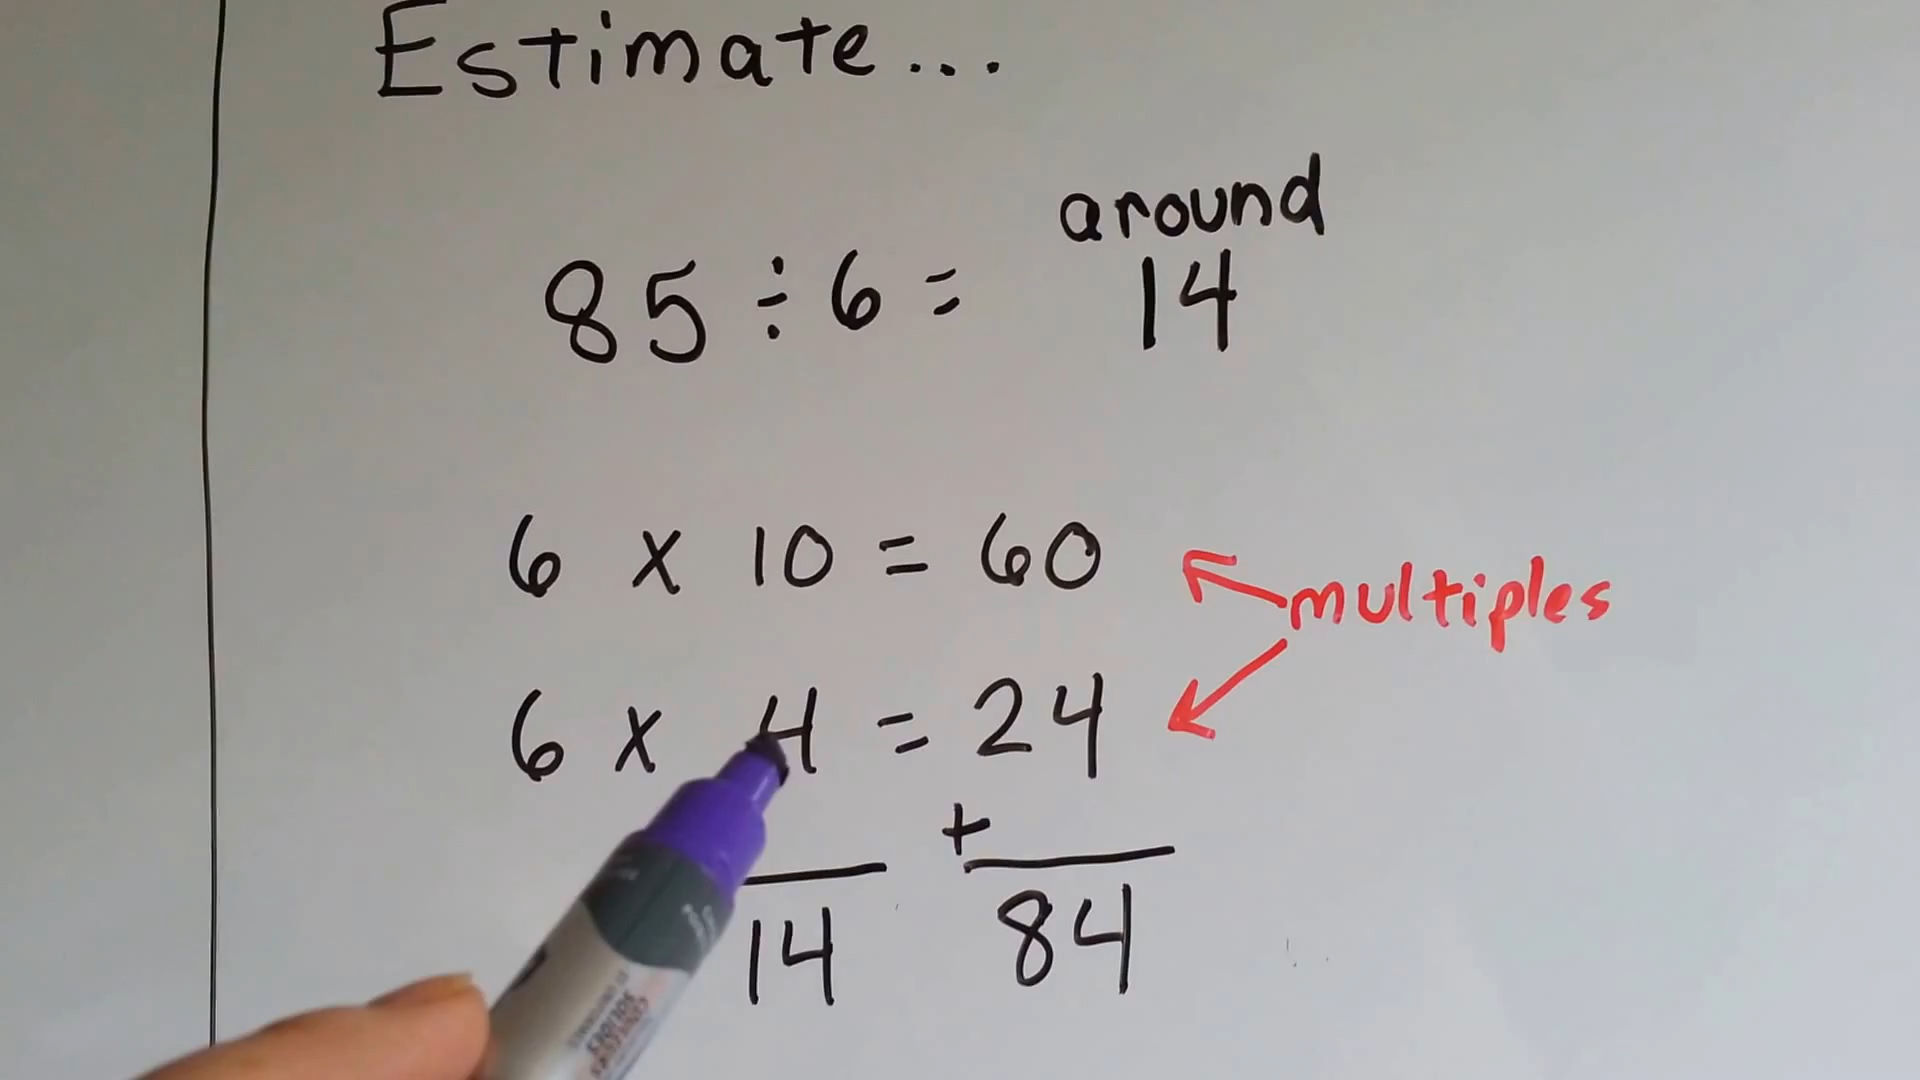 Estimate...
around
85 ÷ 6 = 14
6 x 10 = 60
multiples
6 x 4 = 24
+
14 84